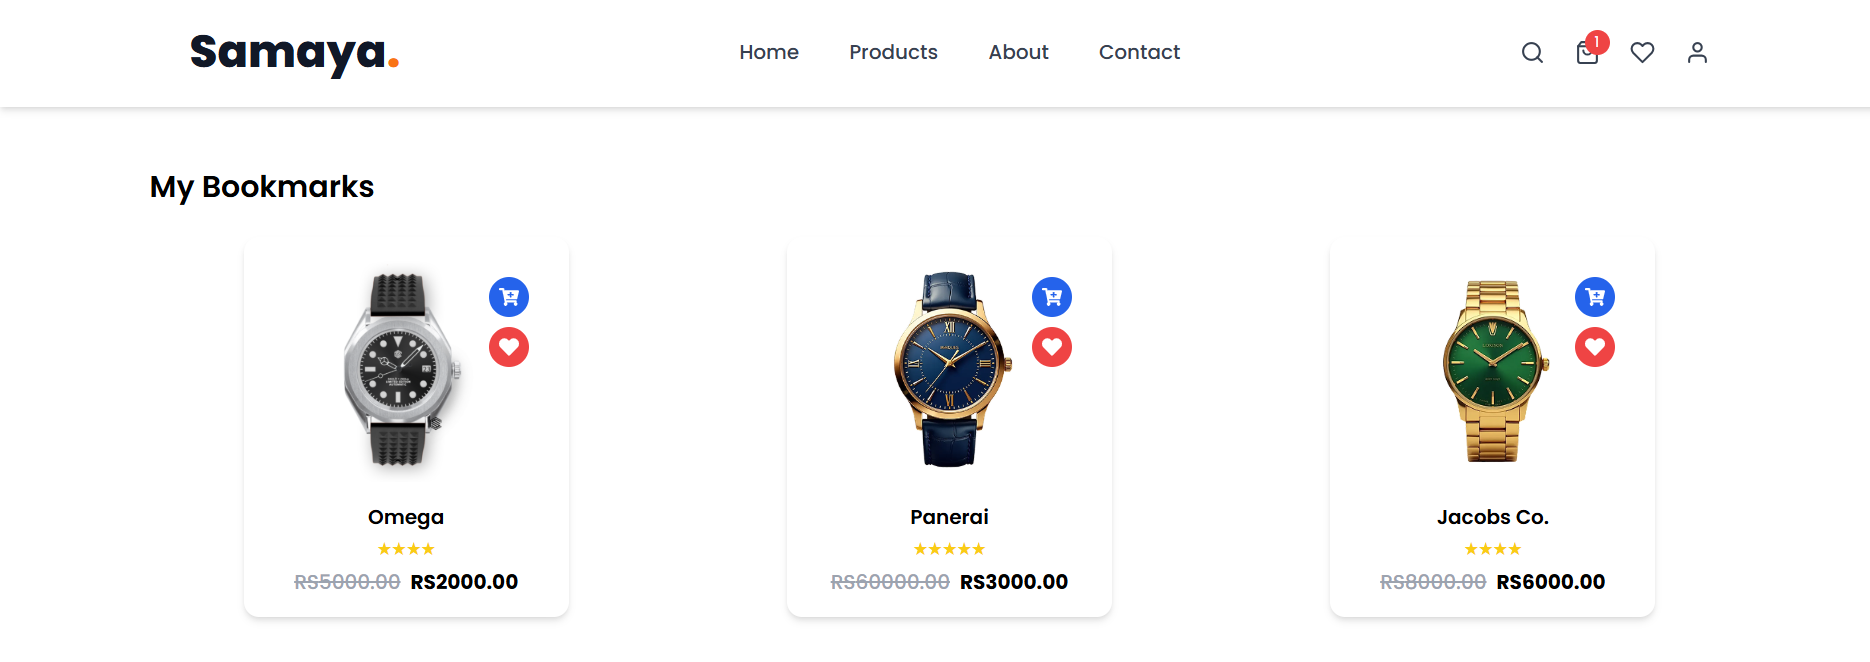 Samaya.
Home Products About Contact
1
My Bookmarks
Omega
★★★★
RS5000.00 RS2000.00
Panerai
★★★★★
RS60000.00 RS3000.00
Jacobs Co.
★★★★
RS8000.00 RS6000.00